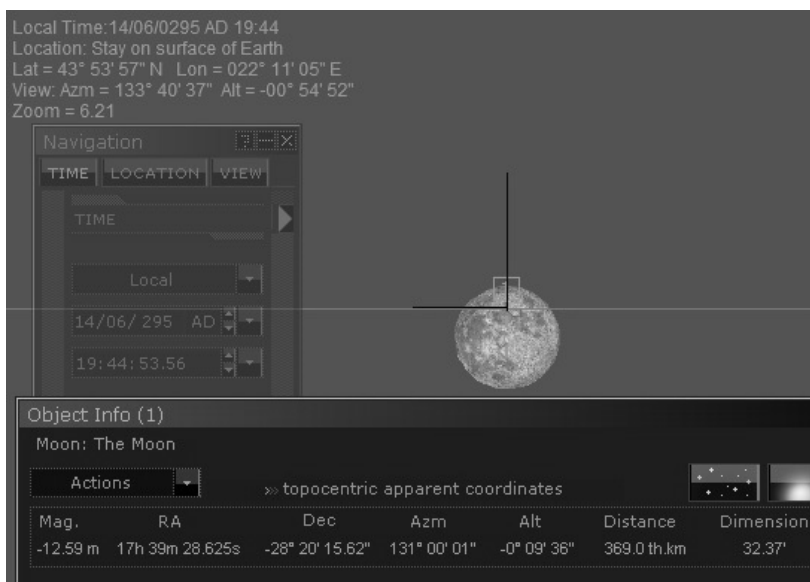 Local Time:14/06/0295 AD 19:44
Location: Stay on surface of Earth
Lat = 43° 53' 57" N Lon = 022° 11' 05" E
View: Azm = 133° 40' 37" Alt = -00° 54' 52"
Zoom = 6.21
Navigation
TIME LOCATION VIEW
TIME
Local
14/06/ 295 AD
19:44:53.56
Object Info (1)
Moon: The Moon
Actions
»» topocentric apparent coordinates
Mag. RA Dec Azm Alt Distance Dimension
-12.59 m 17h 39m 28.625s -28° 20' 15.62" 131° 00' 01" -0° 09' 36" 369.0 th.km 32.37'